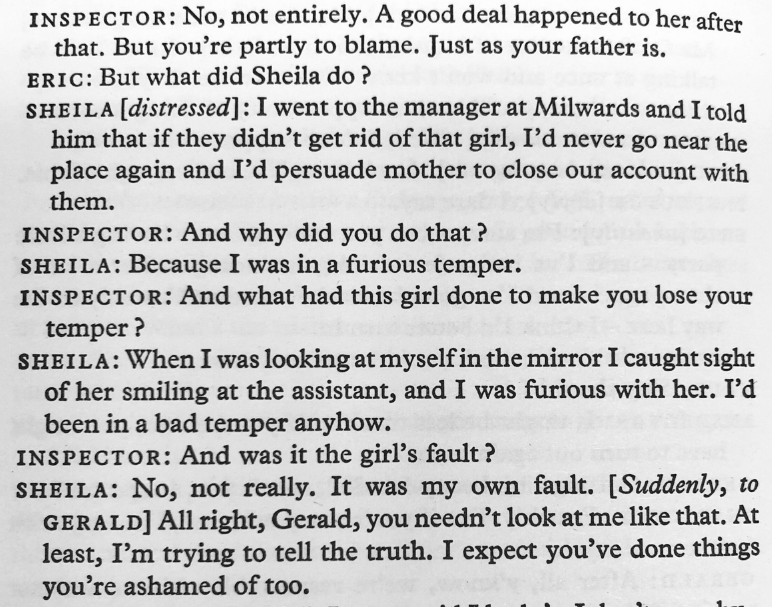 INSPECTOR: No, not entirely. A good deal happened to her after
that. But you're partly to blame. Just as your father is.
ERIC: But what did Sheila do?
SHEILA [distressed]: I went to the manager at Milwards and I told
him that if they didn't get rid of that girl, I'd never go near the
place again and I'd persuade mother to close our account with
them.
INSPECTOR: And why did you do that?
SHEILA: Because I was in a furious temper.
INSPECTOR: And what had this girl done to make you lose your
temper?
SHEILA: When I was looking at myself in the mirror I caught sight
of her smiling at the assistant, and I was furious with her. I'd
been in a bad temper anyhow.
INSPECTOR: And was it the girl's fault?
SHEILA: No, not really. It was my own fault. [Suddenly, to
GERALD] All right, Gerald, you needn't look at me like that. At
least, I'm trying to tell the truth. I expect you've done things
you're ashamed of too.